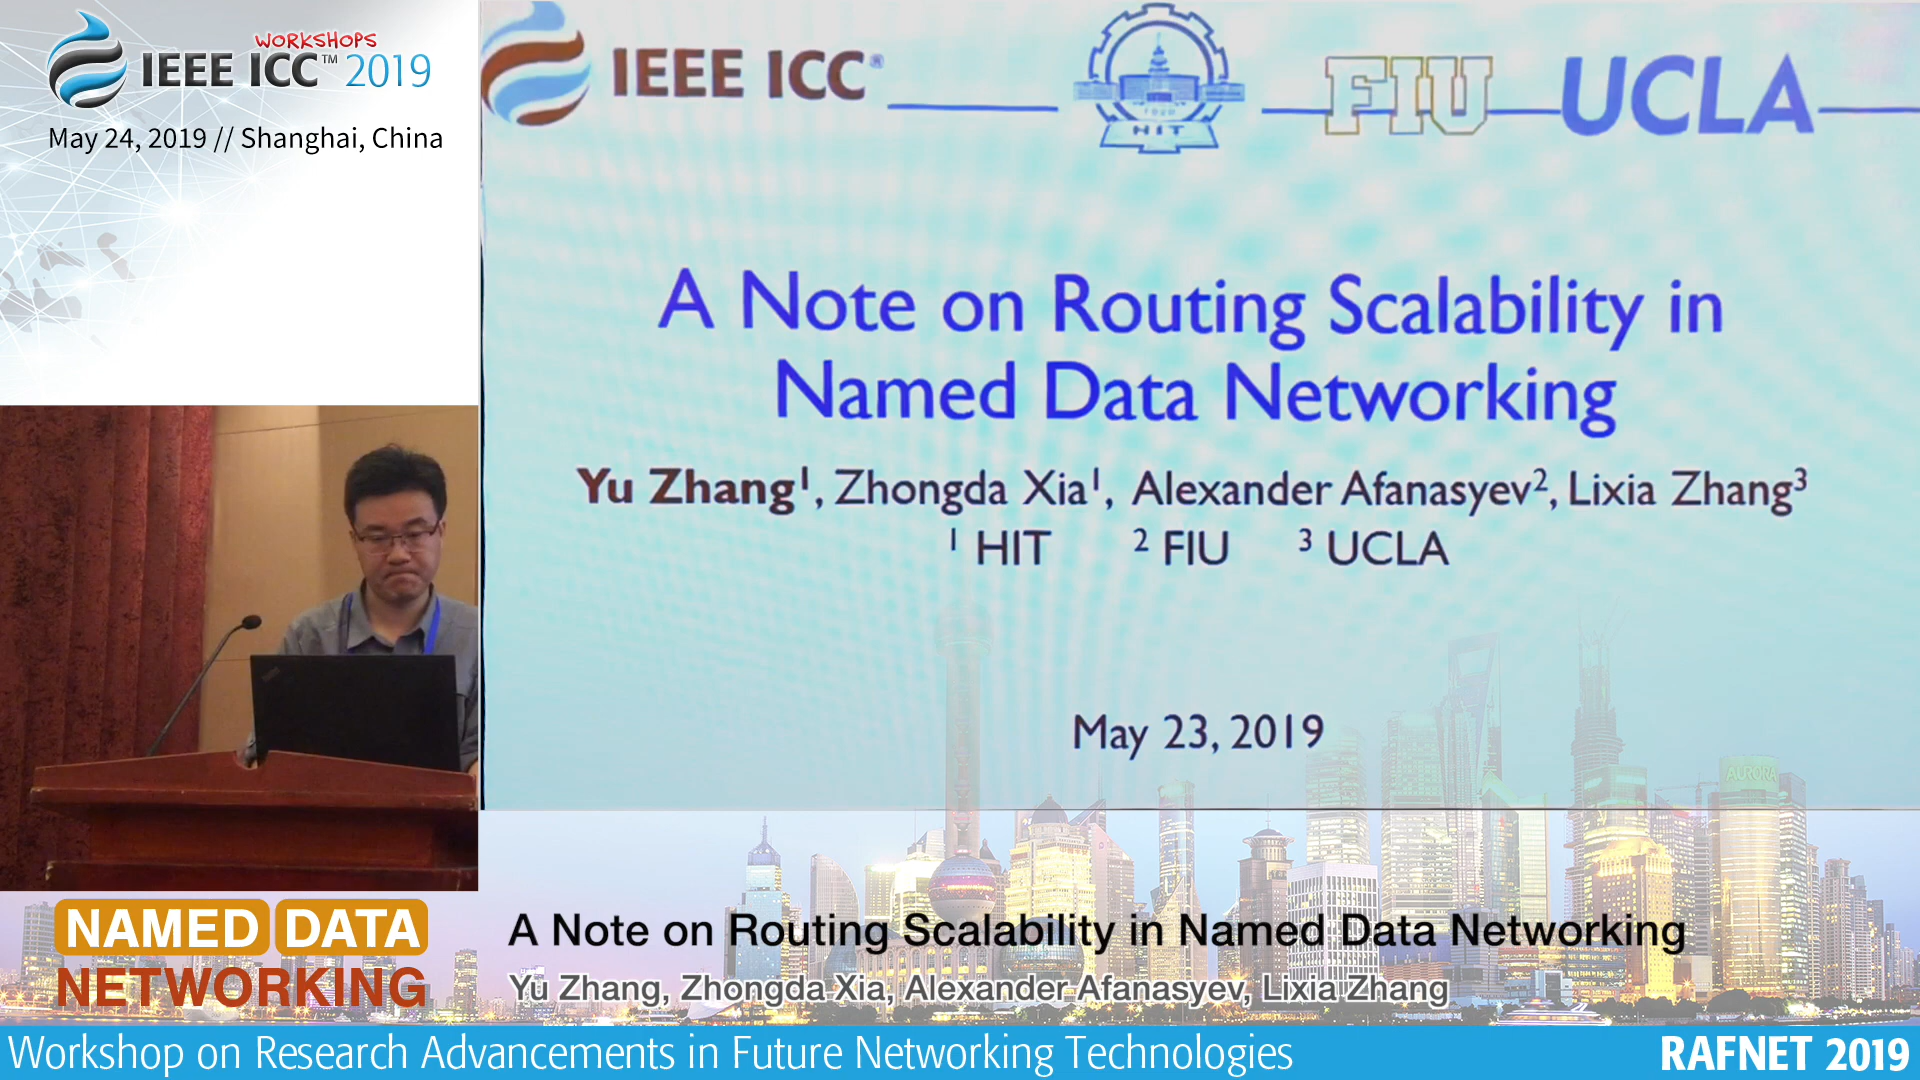 WORKSHOPS
IEEE ICC™ 2019
May 24, 2019 // Shanghai, China
IEEE ICC®
HIT
FIU
UCLA
A Note on Routing Scalability in
Named Data Networking
Yu Zhang¹, Zhongda Xia¹, Alexander Afanasyev², Lixia Zhang³
¹ HIT ² FIU ³ UCLA
May 23, 2019
AURORA
NAMED DATA
NETWORKING
A Note on Routing Scalability in Named Data Networking
Yu Zhang, Zhongda Xia, Alexander Afanasyev, Lixia Zhang
Workshop on Research Advancements in Future Networking Technologies
RAFNET 2019